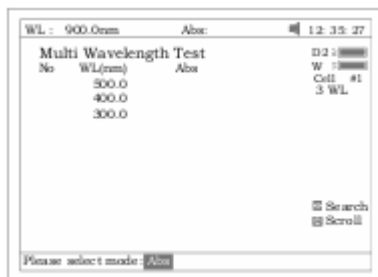 WL : 900.0nm Abs: 12: 35: 27
Multi Wavelength Test
No WL(nm) Abs
500.0
400.0
300.0
D2 :
W :
Cell #1
3 WL
Search
Scroll
Please select mode: Abs